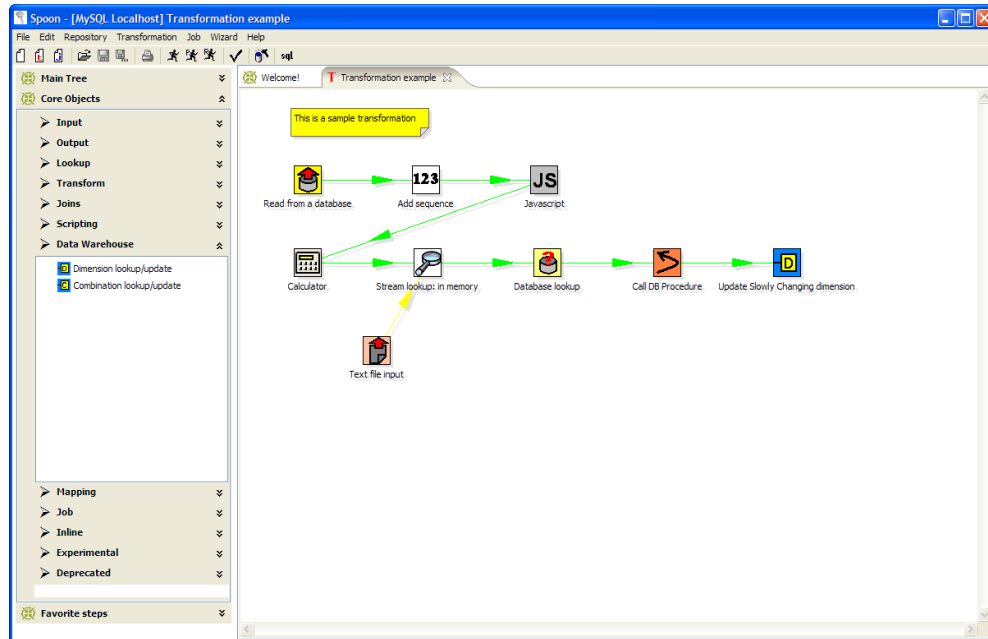 Spoon - [MySQL Localhost] Transformation example
File Edit Repository Transformation Job Wizard Help
sql
Main Tree
Welcome!
T Transformation example
Core Objects
Input
Output
Lookup
Transform
Joins
Scripting
Data Warehouse
D Dimension lookup/update
C Combination lookup/update
Mapping
Job
Inline
Experimental
Deprecated
Favorite steps
This is a sample transformation
123
JS
Read from a database
Add sequence
Javascript
D
Calculator
Stream lookup: in memory
Database lookup
Call DB Procedure
Update Slowly Changing dimension
Text file input